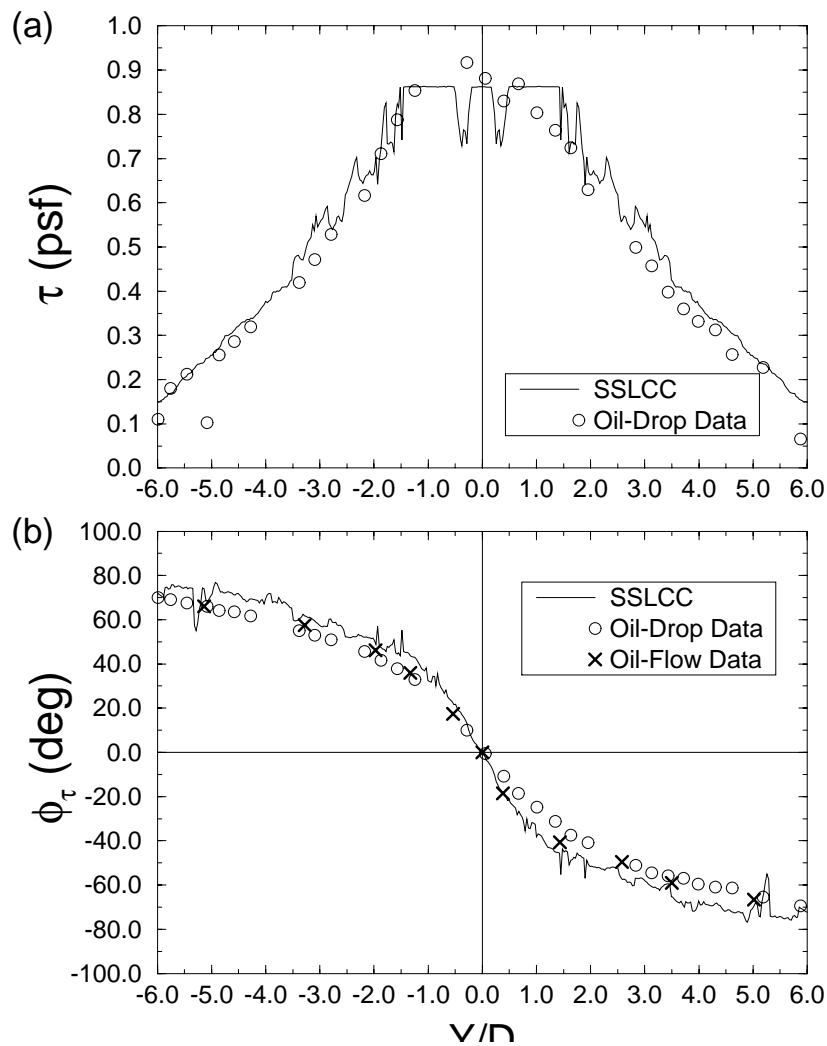 (a)
1.0
0.9
0.8
0.7
0.6
0.5
0.4
0.3
0.2
0.1
0.0
τ (psf)
SSLCC
Oil-Drop Data
-6.0 -5.0 -4.0 -3.0 -2.0 -1.0 0.0 1.0 2.0 3.0 4.0 5.0 6.0
(b)
100.0
80.0
60.0
40.0
20.0
0.0
-20.0
-40.0
-60.0
-80.0
-100.0
ϕτ (deg)
SSLCC
Oil-Drop Data
Oil-Flow Data
-6.0 -5.0 -4.0 -3.0 -2.0 -1.0 0.0 1.0 2.0 3.0 4.0 5.0 6.0
Y/D